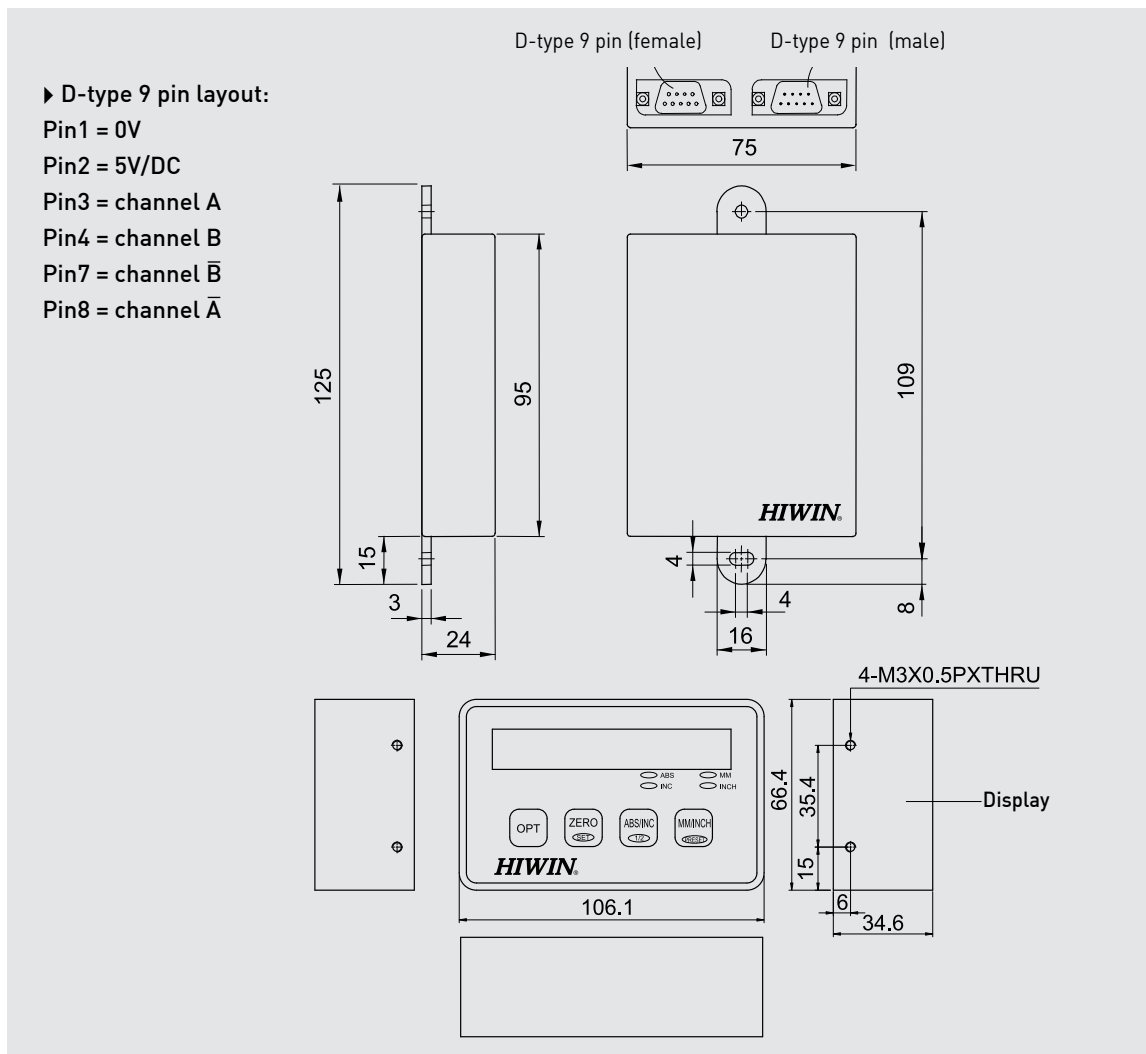 D-type 9 pin (female)
D-type 9 pin (male)
▸ D-type 9 pin layout:
Pin1 = 0V
Pin2 = 5V/DC
Pin3 = channel A
Pin4 = channel B
Pin7 = channel B̅
Pin8 = channel A̅
75
125
95
15
3
24
109
HIWIN®
4
4
16
8
4-M3X0.5PXTHRU
ABS
MM
INC
INCH
OPT
ZERO
SET
ABS/INC
1/2
MM/INCH
PRESET
HIWIN®
106.1
66.4
35.4
15
6
34.6
Display